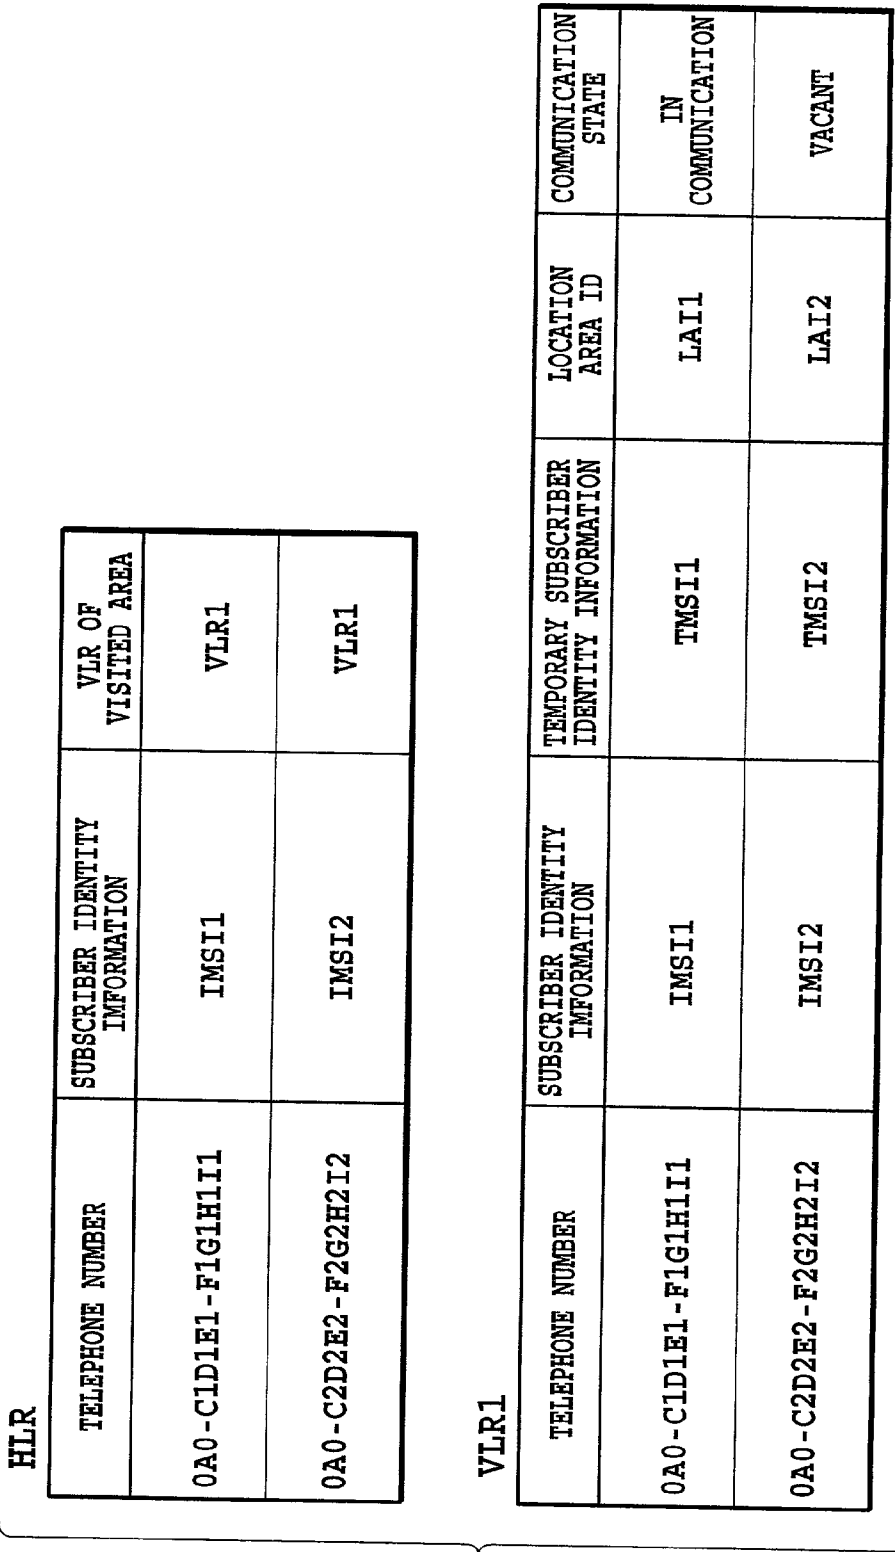 HLR
TELEPHONE NUMBER
SUBSCRIBER IDENTITY
IMFORMATION
VLR OF
VISITED AREA
0A0-C1D1E1-F1G1H1I1
IMSI1
VLR1
0A0-C2D2E2-F2G2H2I2
IMSI2
VLR1
VLR1
TELEPHONE NUMBER
SUBSCRIBER IDENTITY
IMFORMATION
TEMPORARY SUBSCRIBER
IDENTITY INFORMATION
LOCATION
AREA ID
COMMUNICATION
STATE
0A0-C1D1E1-F1G1H1I1
IMSI1
TMSI1
LAI1
IN
COMMUNICATION
0A0-C2D2E2-F2G2H2I2
IMSI2
TMSI2
LAI2
VACANT